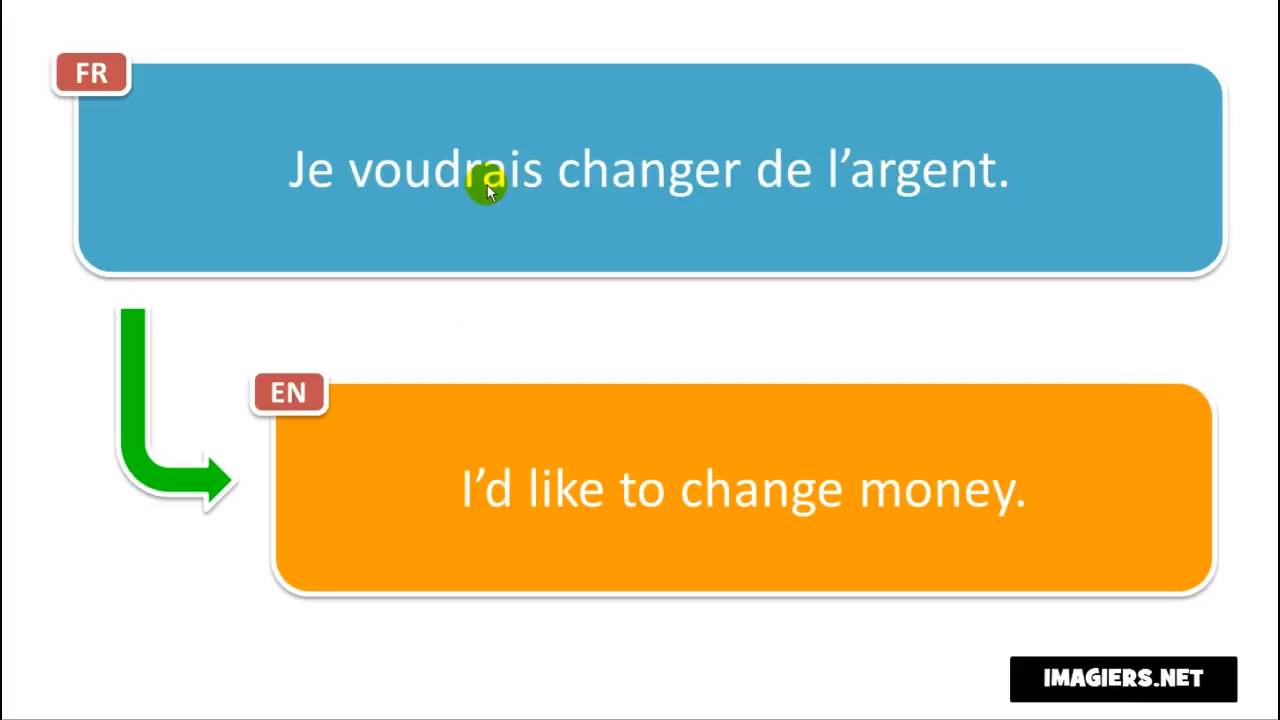 FR
Je voudrais changer de l’argent.
EN
I’d like to change money.
IMAGIERS.NET